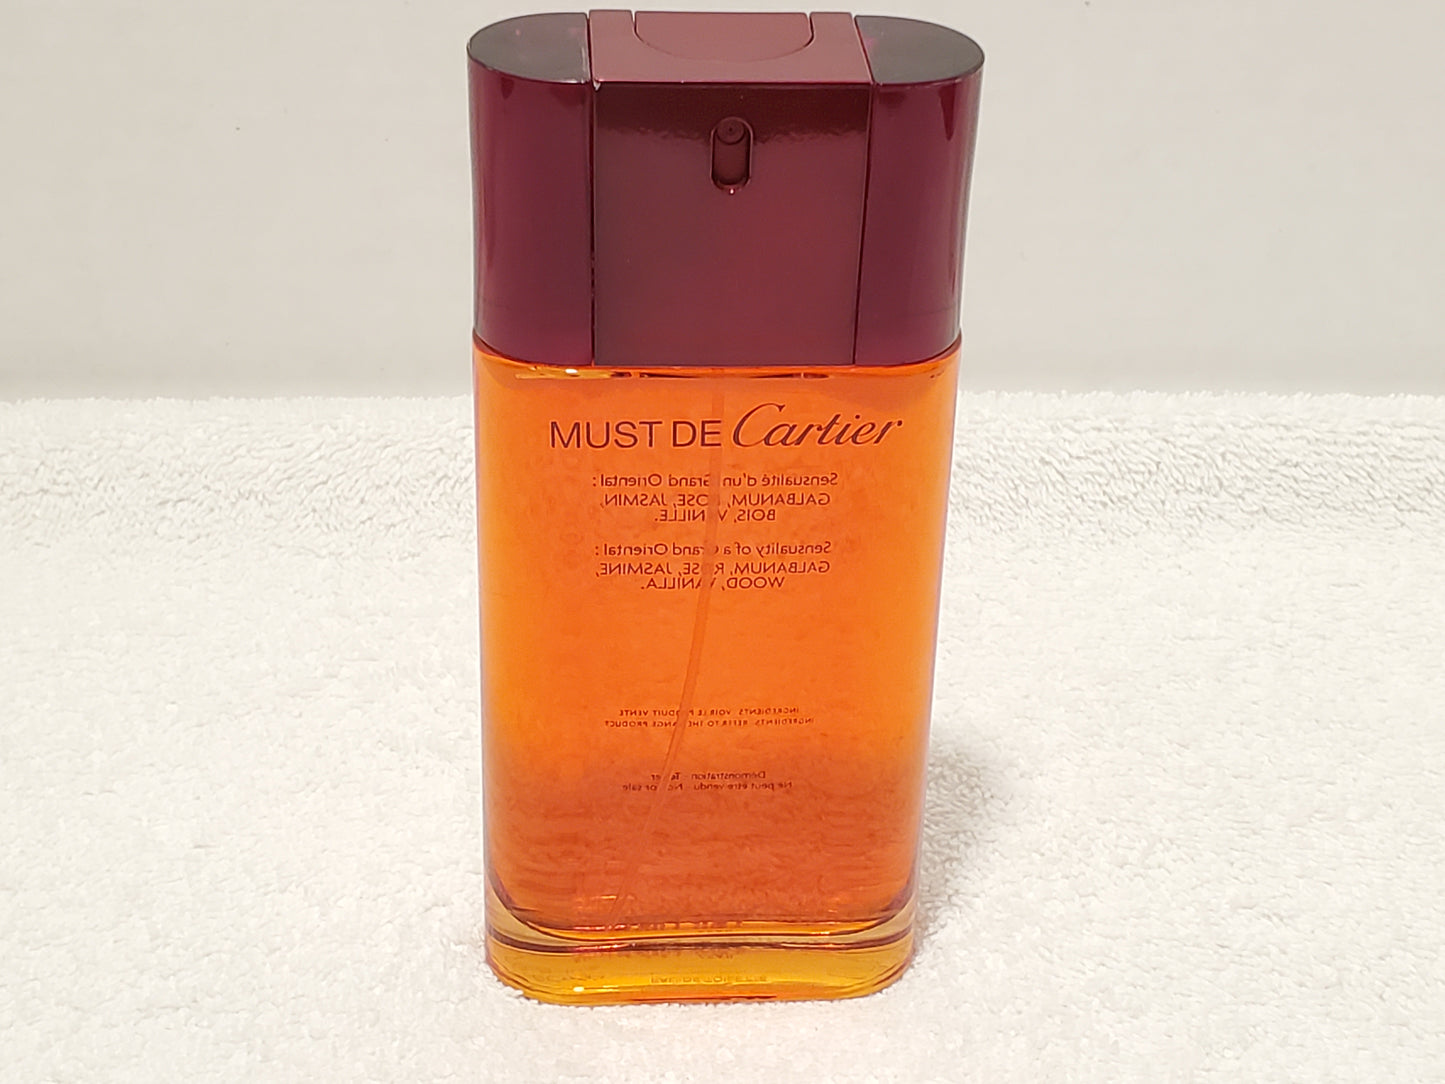 MUST DE Cartier
Sensualité d'un Grand Oriental :
GALBANUM, ROSE, JASMIN,
BOIS, VANILLE.
Sensuality of a Grand Oriental :
GALBANUM, ROSE, JASMINE,
WOOD, VANILLA.
INGREDIENTS VOIR LE PRODUIT VENTE
INGREDIENTS REFER TO THE RANGE PRODUCT
Démonstration - Tester
Ne peut être vendu - Not for sale